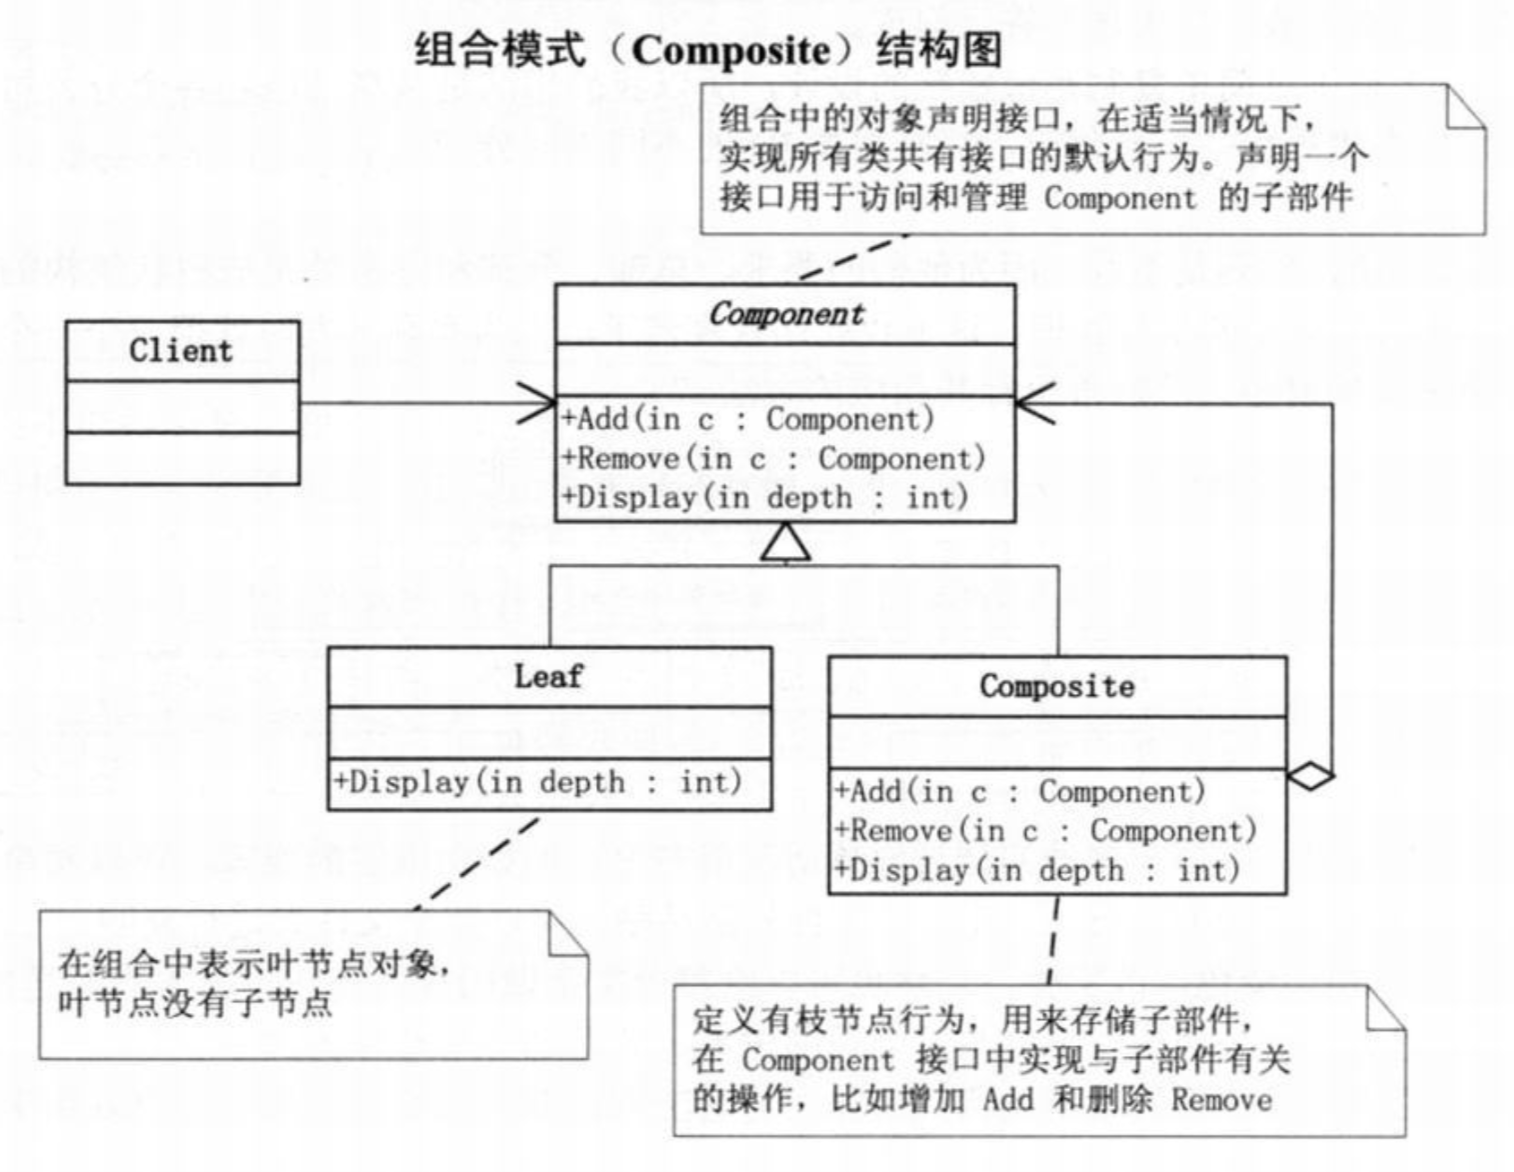 组合模式（Composite）结构图
组合中的对象声明接口，在适当情况下，
实现所有类共有接口的默认行为。声明一个
接口用于访问和管理 Component 的子部件
Component
+Add(in c : Component)
+Remove(in c : Component)
+Display(in depth : int)
Client
Leaf
+Display(in depth : int)
Composite
+Add(in c : Component)
+Remove(in c : Component)
+Display(in depth : int)
在组合中表示叶节点对象，
叶节点没有子节点
定义有枝节点行为，用来存储子部件，
在 Component 接口中实现与子部件有关
的操作，比如增加 Add 和删除 Remove